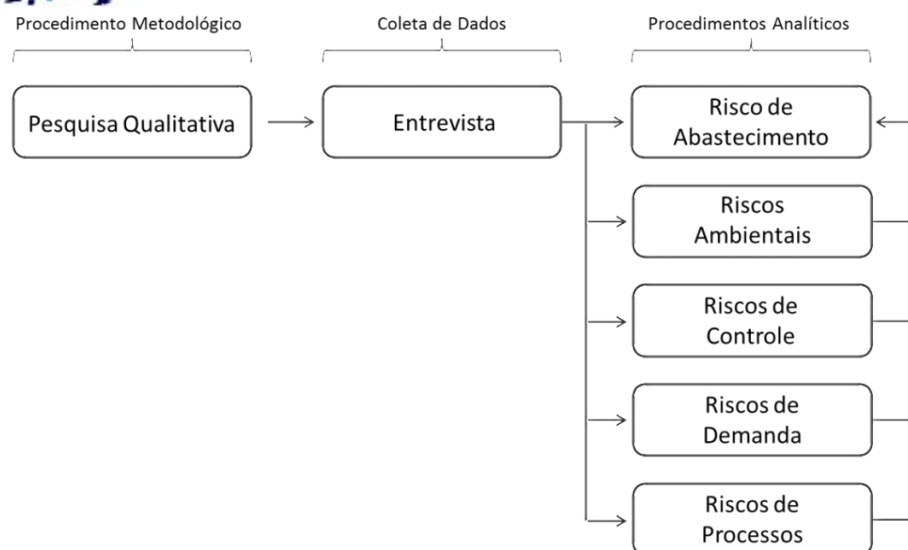 Procedimento Metodológico
Coleta de Dados
Procedimentos Analíticos
Pesquisa Qualitativa
Entrevista
Risco de
Abastecimento
Riscos
Ambientais
Riscos de
Controle
Riscos de
Demanda
Riscos de
Processos